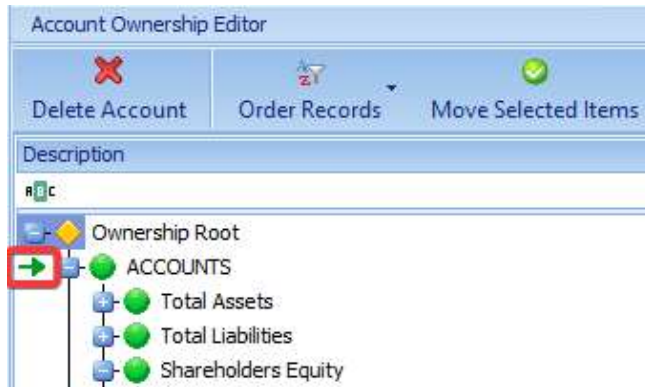 Account Ownership Editor
Delete Account Order Records Move Selected Items
Description
ABC
Ownership Root
ACCOUNTS
Total Assets
Total Liabilities
Shareholders Equity